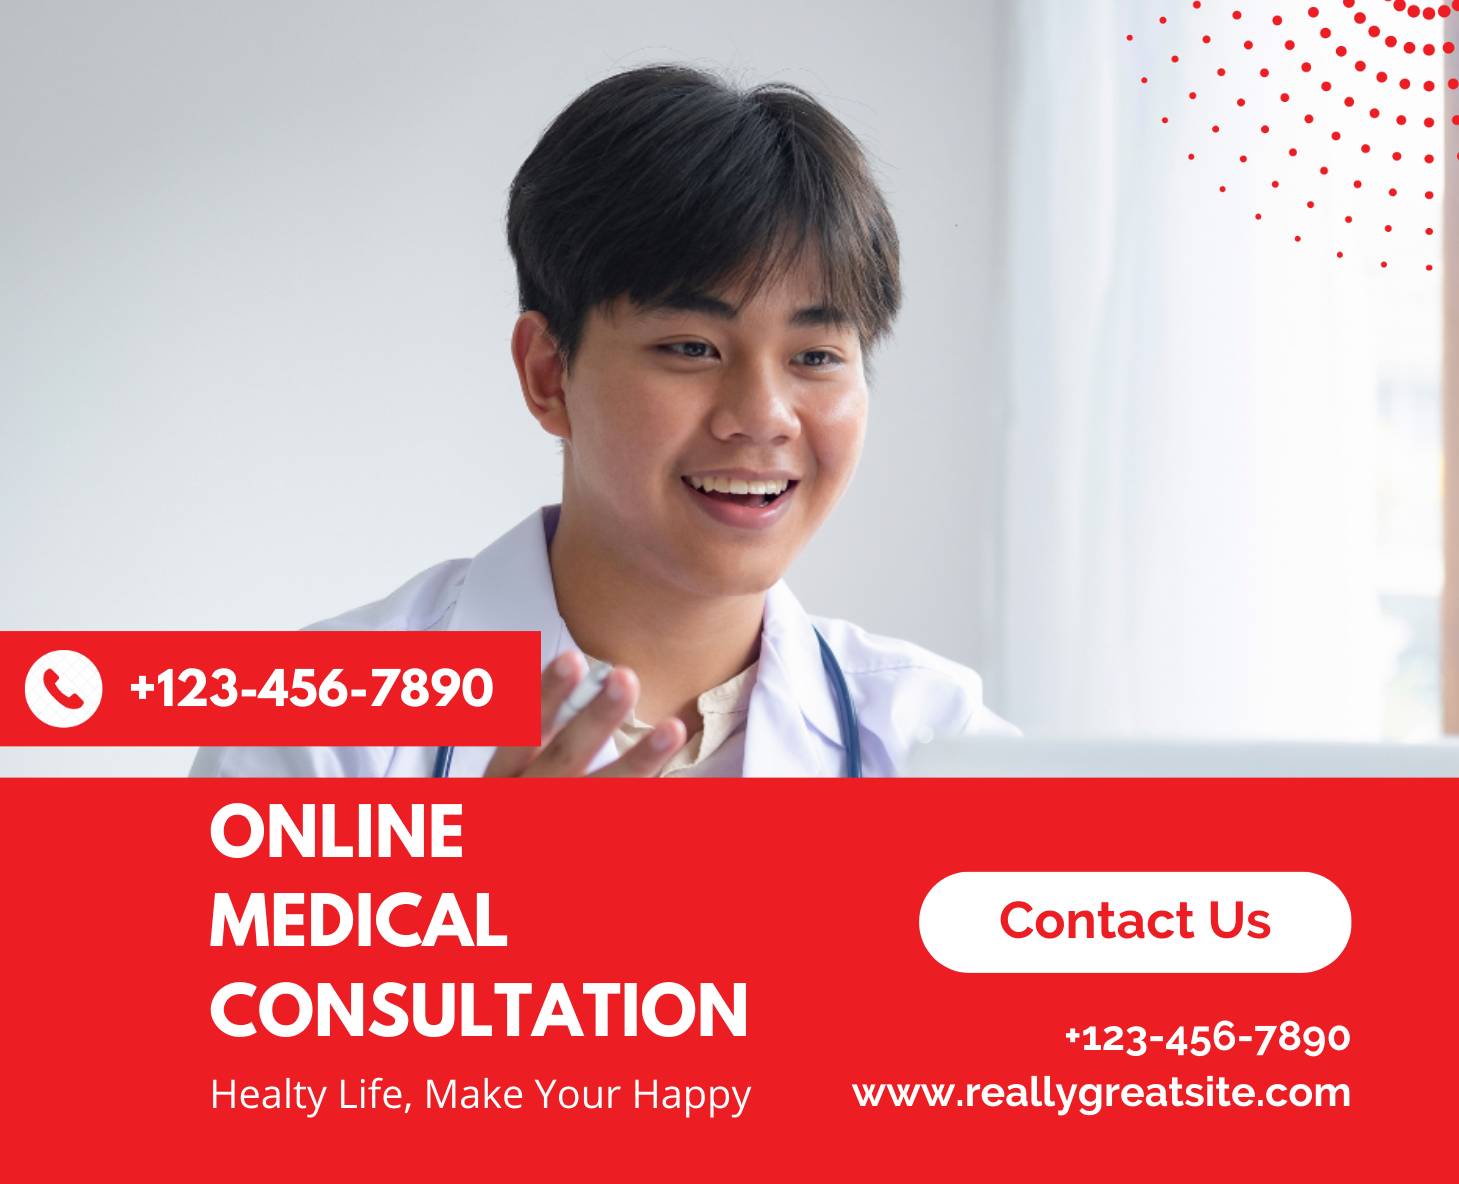 +123-456-7890
ONLINE
MEDICAL
CONSULTATION
Healty Life, Make Your Happy
Contact Us
+123-456-7890
www.reallygreatsite.com